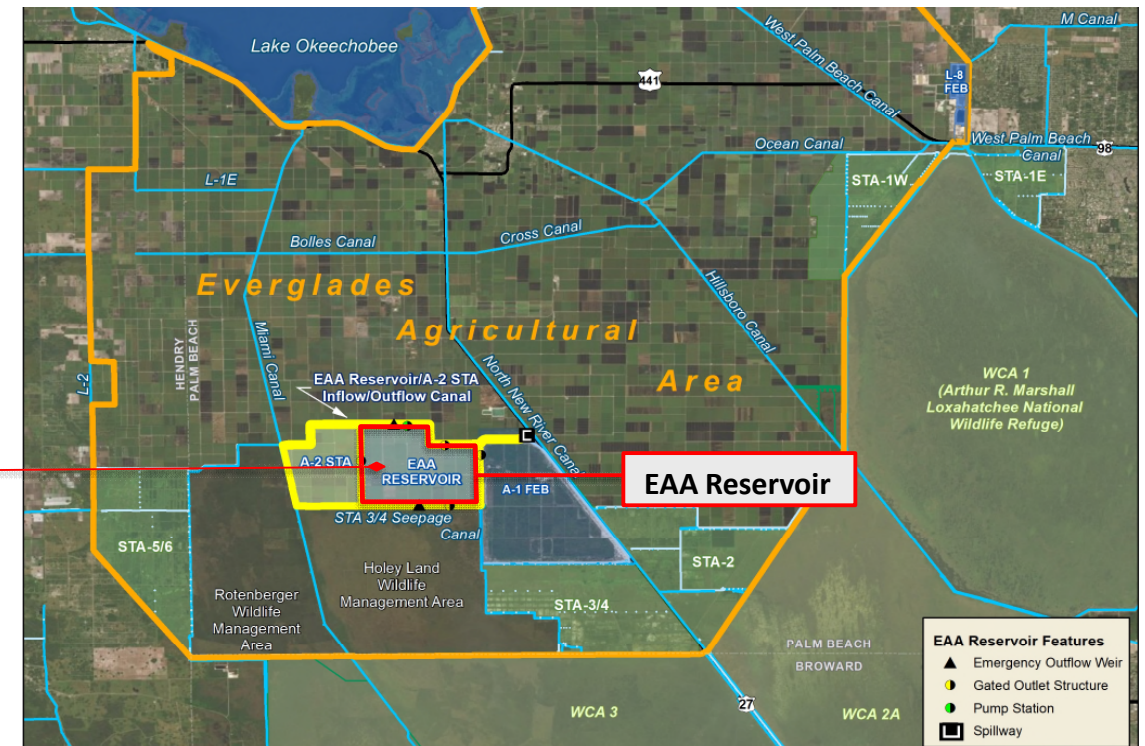 Lake Okeechobee
M Canal
West Palm Beach Canal
441
L-8
FEB
Ocean Canal
West Palm Beach
Canal
98
STA-1W
STA-1E
L-1E
Bolles Canal
Cross Canal
Everglades
Agricultural
Area
Hillsboro Canal
HENDRY
PALM BEACH
Miami Canal
L-2
North New River Canal
WCA 1
(Arthur R. Marshall
Loxahatchee National
Wildlife Refuge)
EAA Reservoir/A-2 STA
Inflow/Outflow Canal
A-2 STA
EAA
RESERVOIR
A-1 FEB
EAA Reservoir
STA 3/4 Seepage
Canal
STA-5/6
STA-2
Rotenberger
Wildlife
Management
Area
Holey Land
Wildlife
Management Area
STA-3/4
PALM BEACH
BROWARD
WCA 3
27
WCA 2A
EAA Reservoir Features
Emergency Outflow Weir
Gated Outlet Structure
Pump Station
Spillway